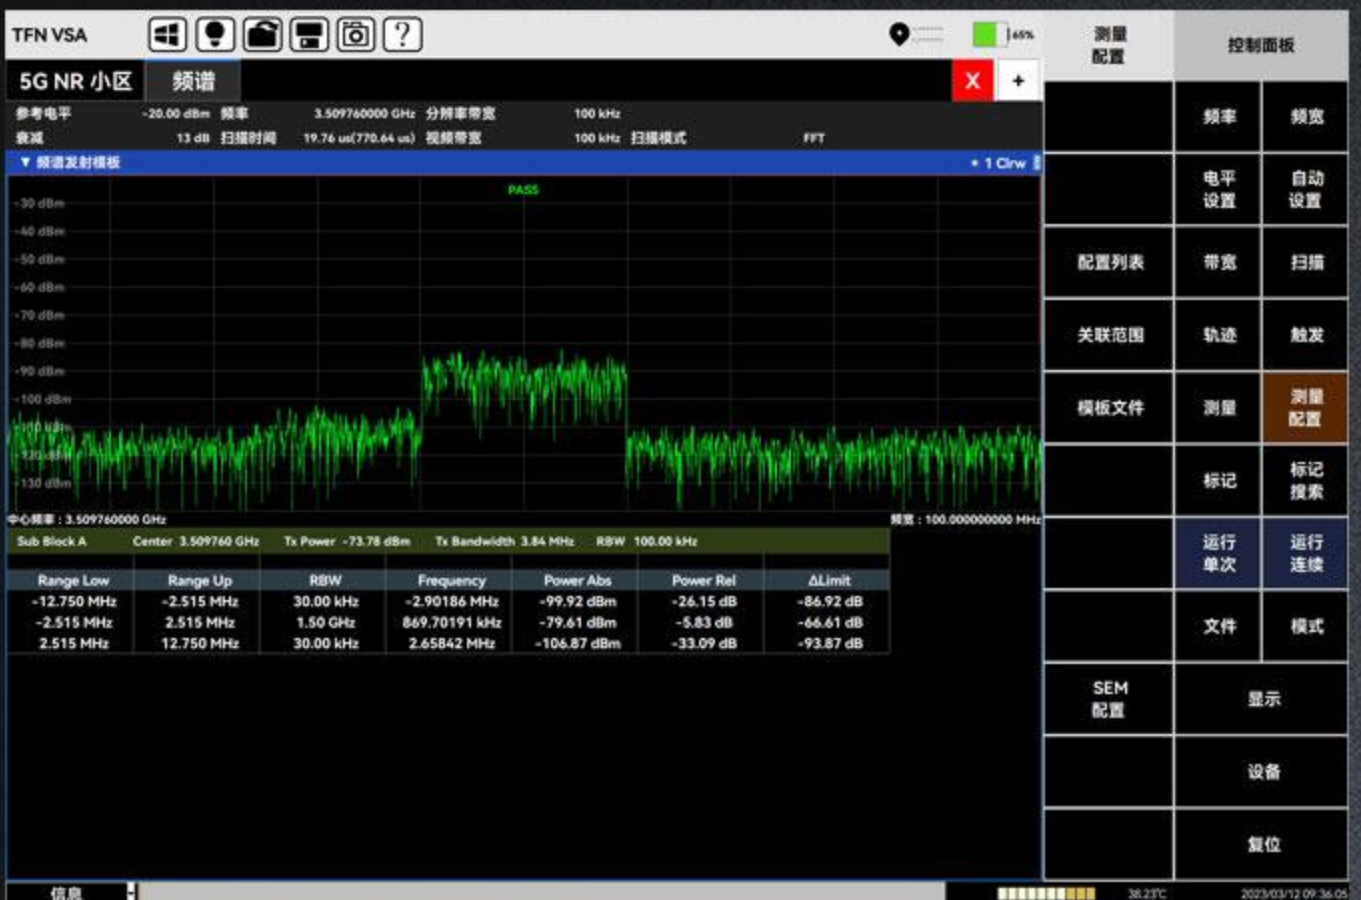 TFN VSA
?
65%
测量
配置
控制面板
5G NR 小区 频谱
X +
参考电平 -20.00 dBm 频率 3.509760000 GHz 分辨率带宽 100 kHz
衰减 13 dB 扫描时间 19.76 us(770.64 us) 视频带宽 100 kHz 扫描模式 FFT
▼ 频谱发射模板
• 1 Clrw
PASS
-30 dBm
-40 dBm
-50 dBm
-60 dBm
-70 dBm
-80 dBm
-90 dBm
-100 dBm
-110 dBm
-120 dBm
-130 dBm
中心频率 : 3.509760000 GHz
频宽 : 100.000000000 MHz
Sub Block A Center 3.509760 GHz Tx Power -73.78 dBm Tx Bandwidth 3.84 MHz RBW 100.00 kHz
Range Low Range Up RBW Frequency Power Abs Power Rel ΔLimit
-12.750 MHz -2.515 MHz 30.00 kHz -2.90186 MHz -99.92 dBm -26.15 dB -86.92 dB
-2.515 MHz 2.515 MHz 1.50 GHz 869.70191 kHz -79.61 dBm -5.83 dB -66.61 dB
2.515 MHz 12.750 MHz 30.00 kHz 2.65842 MHz -106.87 dBm -33.09 dB -93.87 dB
配置列表
关联范围
模板文件
SEM
配置
频率 频宽
电平
设置
自动
设置
带宽 扫描
轨迹 触发
测量
测量
配置
标记
标记
搜索
运行
单次
运行
连续
文件 模式
显示
设备
复位
信息
38.23℃
2023/03/12 09:36:05